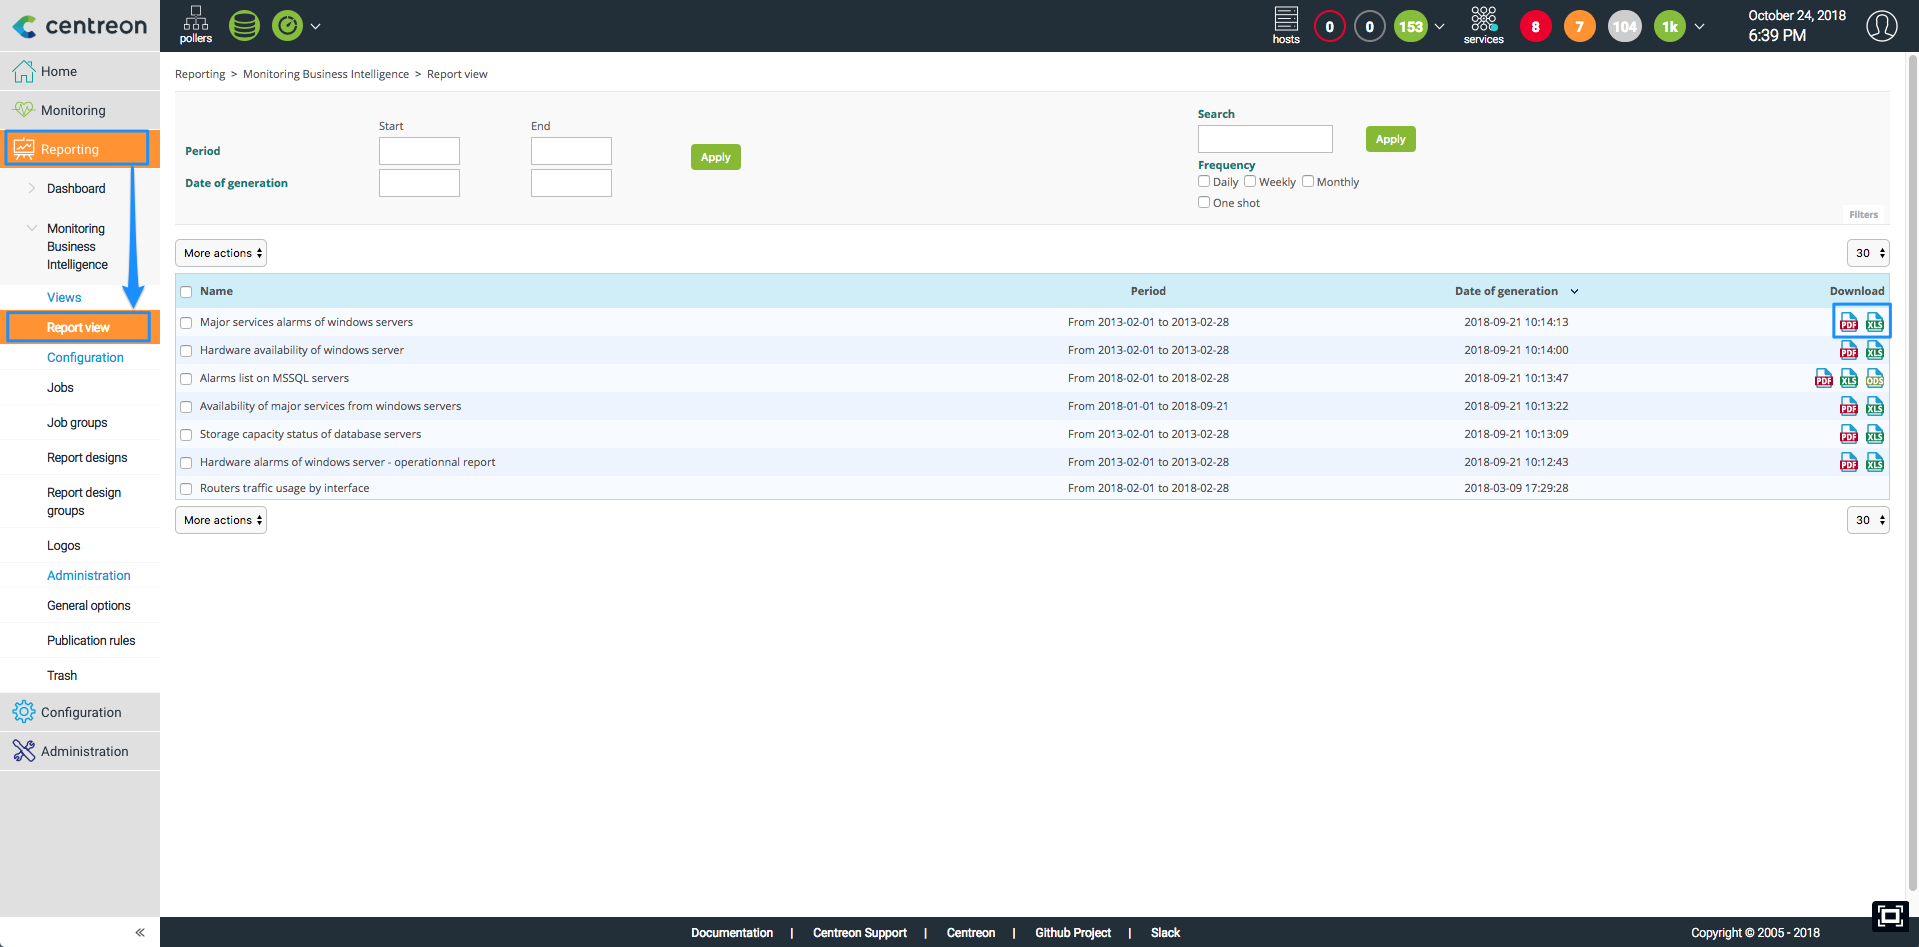 centreon
pollers
hosts
0
0
153
services
8
7
104
1k
October 24, 2018
6:39 PM
Home
Monitoring
Reporting
Dashboard
Monitoring
Business
Intelligence
Views
Report view
Configuration
Jobs
Job groups
Report designs
Report design
groups
Logos
Administration
General options
Publication rules
Trash
Configuration
Administration
«
Reporting > Monitoring Business Intelligence > Report view
Start
End
Period
Date of generation
Apply
Search
Apply
Frequency
Daily Weekly Monthly
One shot
Filters
More actions
30
Name Period Date of generation Download
Major services alarms of windows servers From 2013-02-01 to 2013-02-28 2018-09-21 10:14:13 PDF XLS
Hardware availability of windows server From 2013-02-01 to 2013-02-28 2018-09-21 10:14:00 PDF XLS
Alarms list on MSSQL servers From 2018-02-01 to 2018-02-28 2018-09-21 10:13:47 PDF XLS ODS
Availability of major services from windows servers From 2018-01-01 to 2018-09-21 2018-09-21 10:13:22 PDF XLS
Storage capacity status of database servers From 2013-02-01 to 2013-02-28 2018-09-21 10:13:09 PDF XLS
Hardware alarms of windows server - operationnal report From 2013-02-01 to 2013-02-28 2018-09-21 10:12:43 PDF XLS
Routers traffic usage by interface From 2018-02-01 to 2018-02-28 2018-03-09 17:29:28
More actions
30
Documentation | Centreon Support | Centreon | Github Project | Slack
Copyright © 2005 - 2018